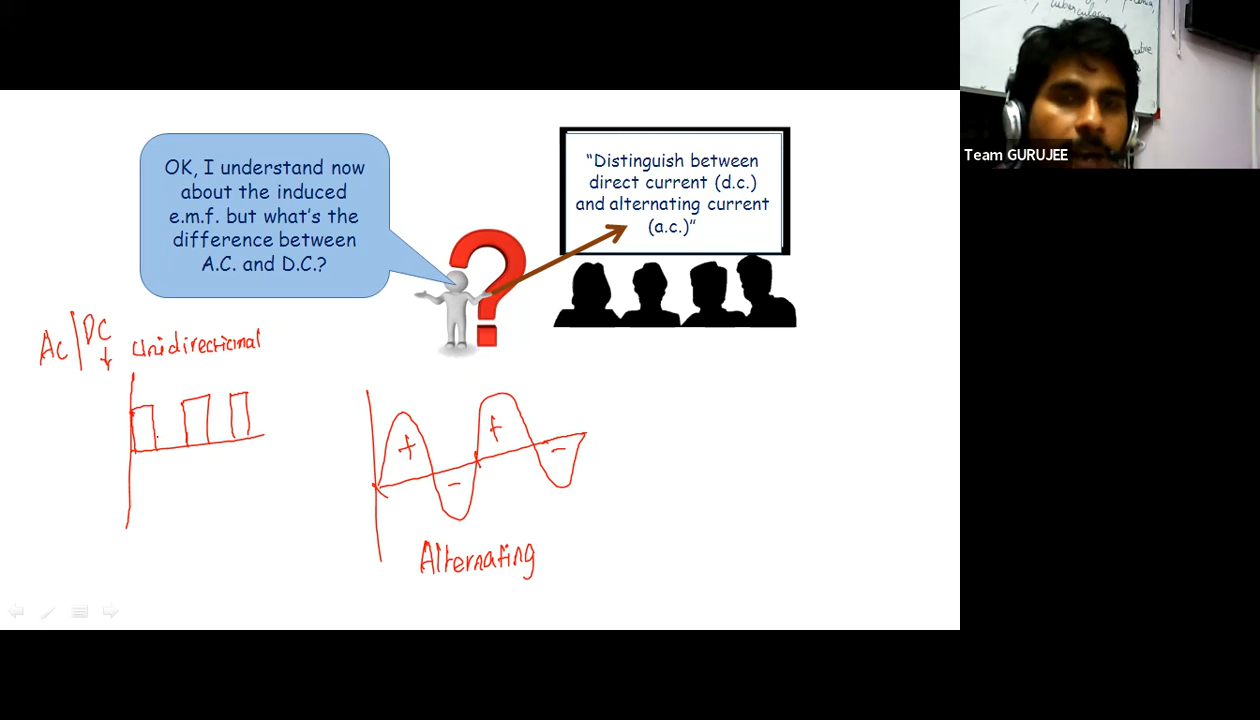 OK, I understand now
about the induced
e.m.f. but what's the
difference between
A.C. and D.C.?
"Distinguish between
direct current (d.c.)
and alternating current
(a.c.)"
Team GURUJEE
AC | DC
Unidirectional
+
-
+
-
Alternating